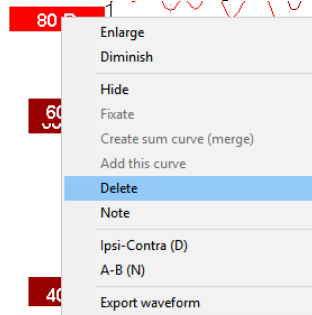 80
Enlarge
Diminish
Hide
60
Fixate
Create sum curve (merge)
Add this curve
Delete
Note
Ipsi-Contra (D)
A-B (N)
40
Export waveform